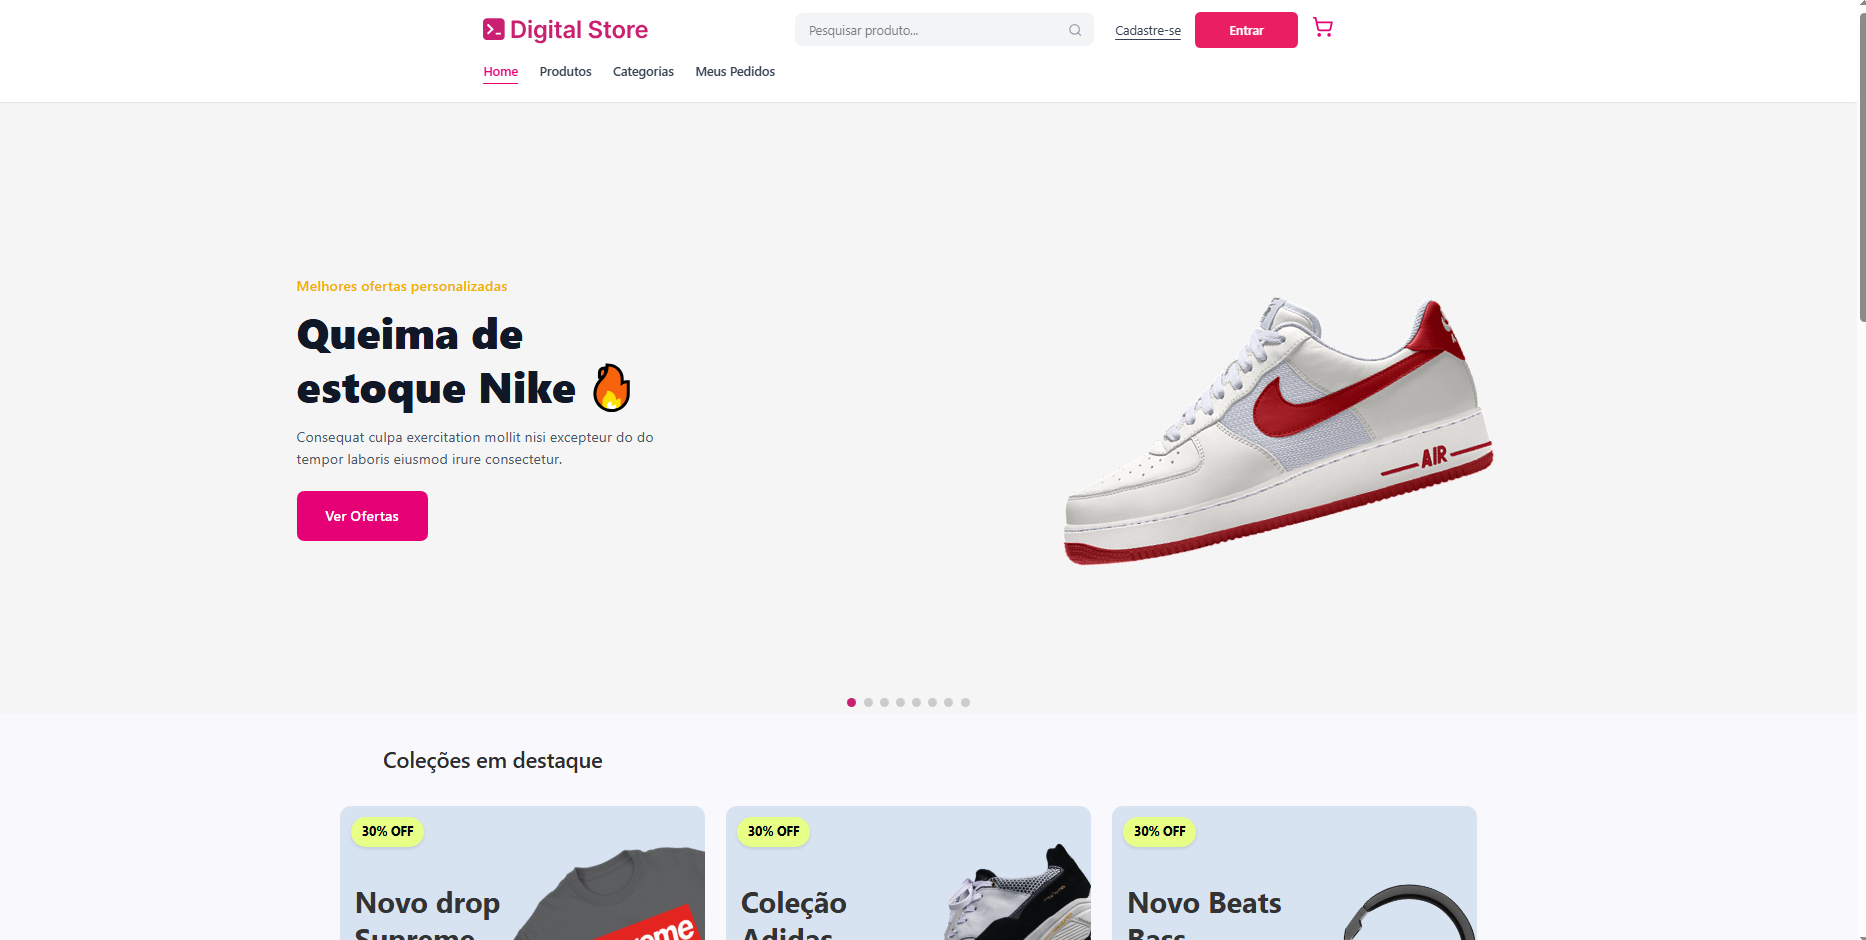 Digital Store
Pesquisar produto...
Cadastre-se
Entrar
Home
Produtos
Categorias
Meus Pedidos
Melhores ofertas personalizadas
Queima de
estoque Nike
Consequat culpa exercitation mollit nisi excepteur do do
tempor laboris eiusmod irure consectetur.
Ver Ofertas
AIR
Coleções em destaque
30% OFF
Novo drop
Supreme
30% OFF
Coleção
Adidas
30% OFF
Novo Beats
Bass